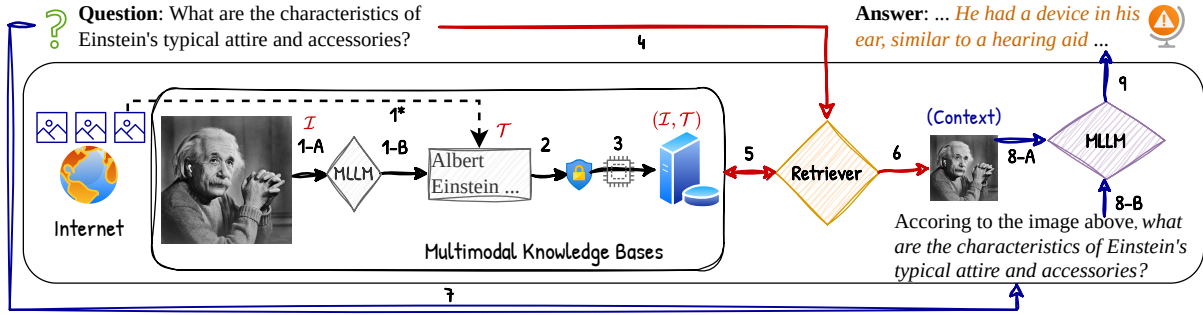 Question: What are the characteristics of
Einstein's typical attire and accessories?
4
Answer: ... He had a device in his
ear, similar to a hearing aid ...
9
1*
I
T
(I, T)
(Context)
1-A
1-B
2
3
5
6
8-A
MLLM
Albert
Einstein ...
Retriever
MLLM
8-B
Internet
Multimodal Knowledge Bases
Accoring to the image above, what
are the characteristics of Einstein's
typical attire and accessories?
7